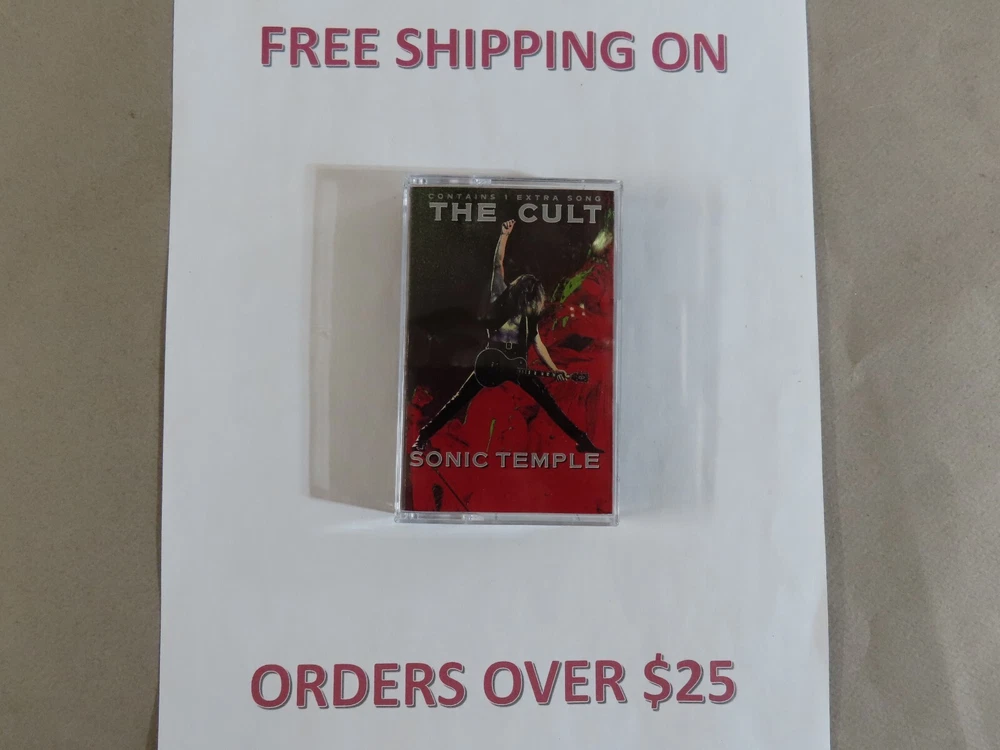 FREE SHIPPING ON
CONTAINS 1 EXTRA SONG
THE CULT
SONIC TEMPLE
ORDERS OVER $25